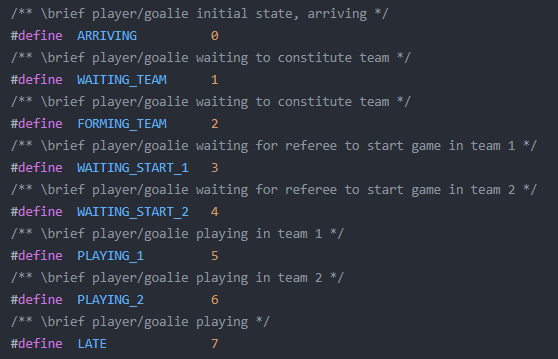 /** \brief player/goalie initial state, arriving */
#define  ARRIVING          0
/** \brief player/goalie waiting to constitute team */
#define  WAITING_TEAM      1
/** \brief player/goalie waiting to constitute team */
#define  FORMING_TEAM      2
/** \brief player/goalie waiting for referee to start game in team 1 */
#define  WAITING_START_1   3
/** \brief player/goalie waiting for referee to start game in team 2 */
#define  WAITING_START_2   4
/** \brief player/goalie playing in team 1 */
#define  PLAYING_1         5
/** \brief player/goalie playing in team 2 */
#define  PLAYING_2         6
/** \brief player/goalie playing */
#define  LATE              7